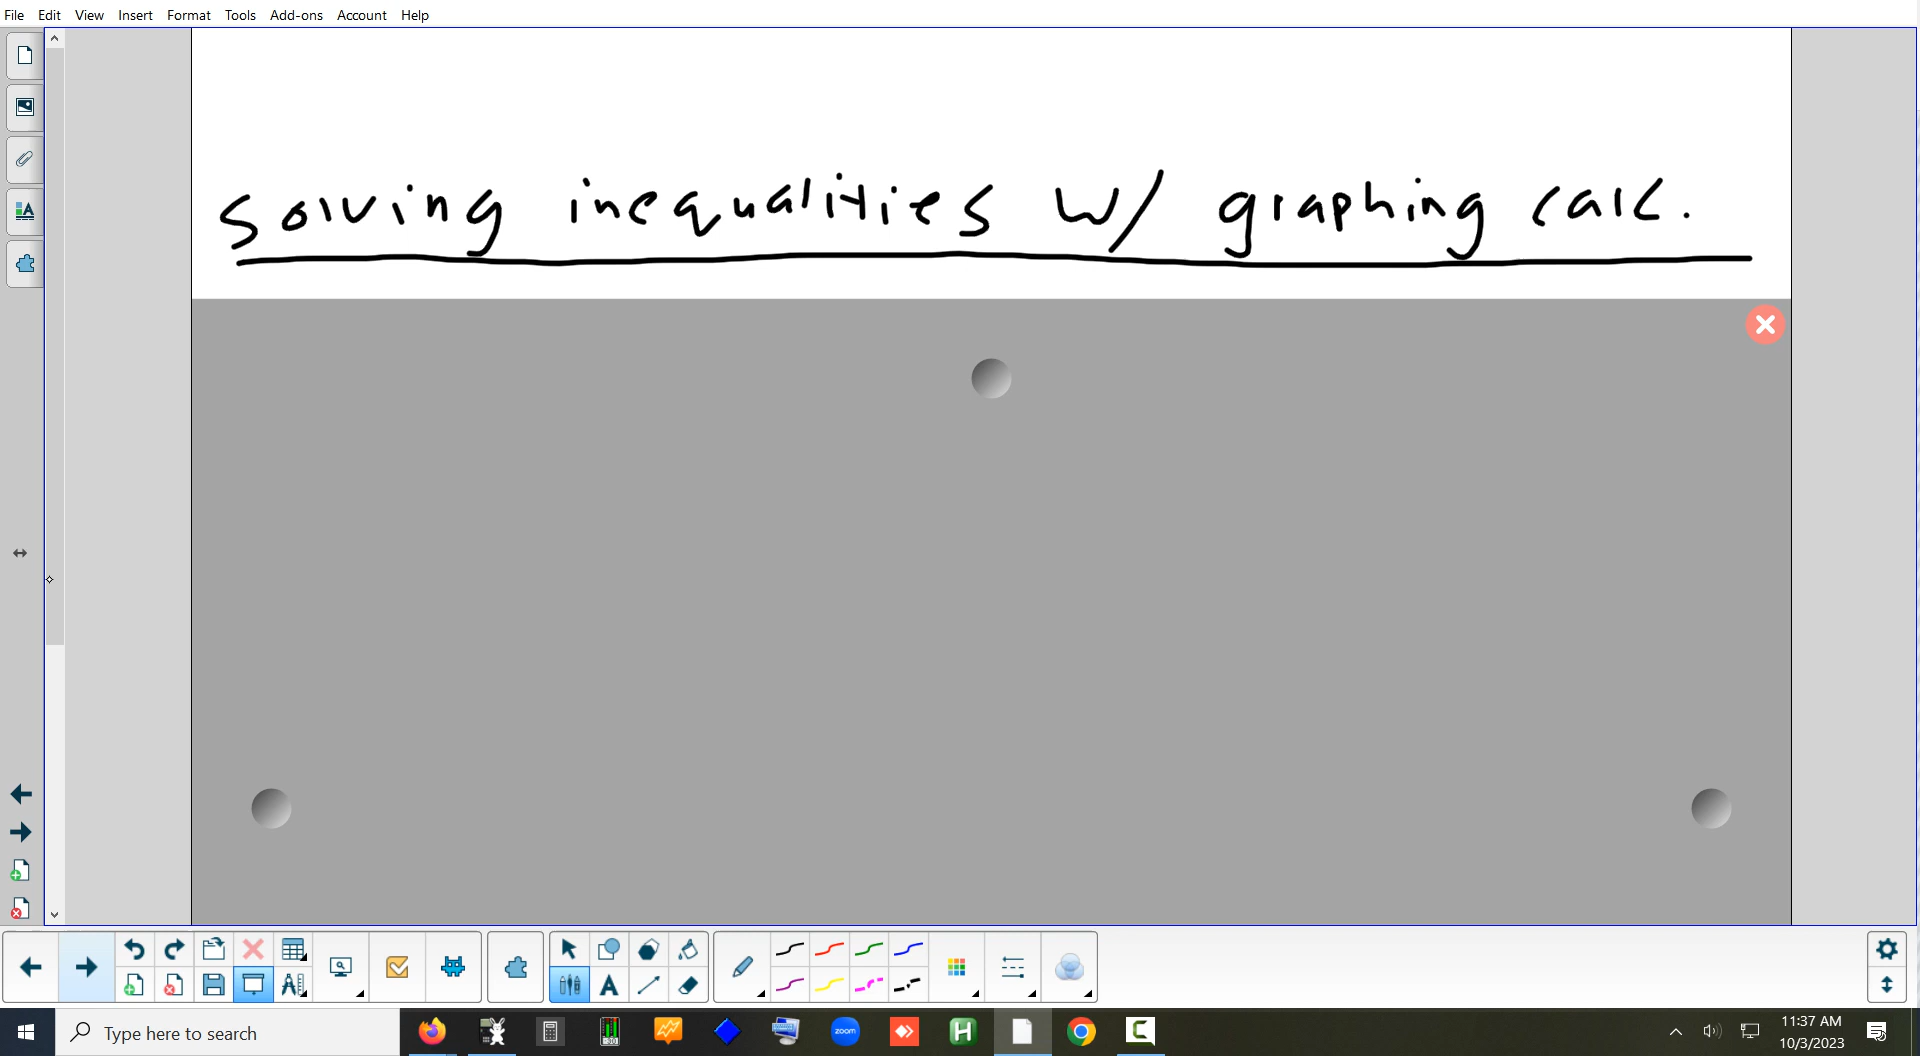 File Edit View Insert Format Tools Add-ons Account Help
solving inequalities w/ graphing calc.
Type here to search
zoom
11:37 AM
10/3/2023